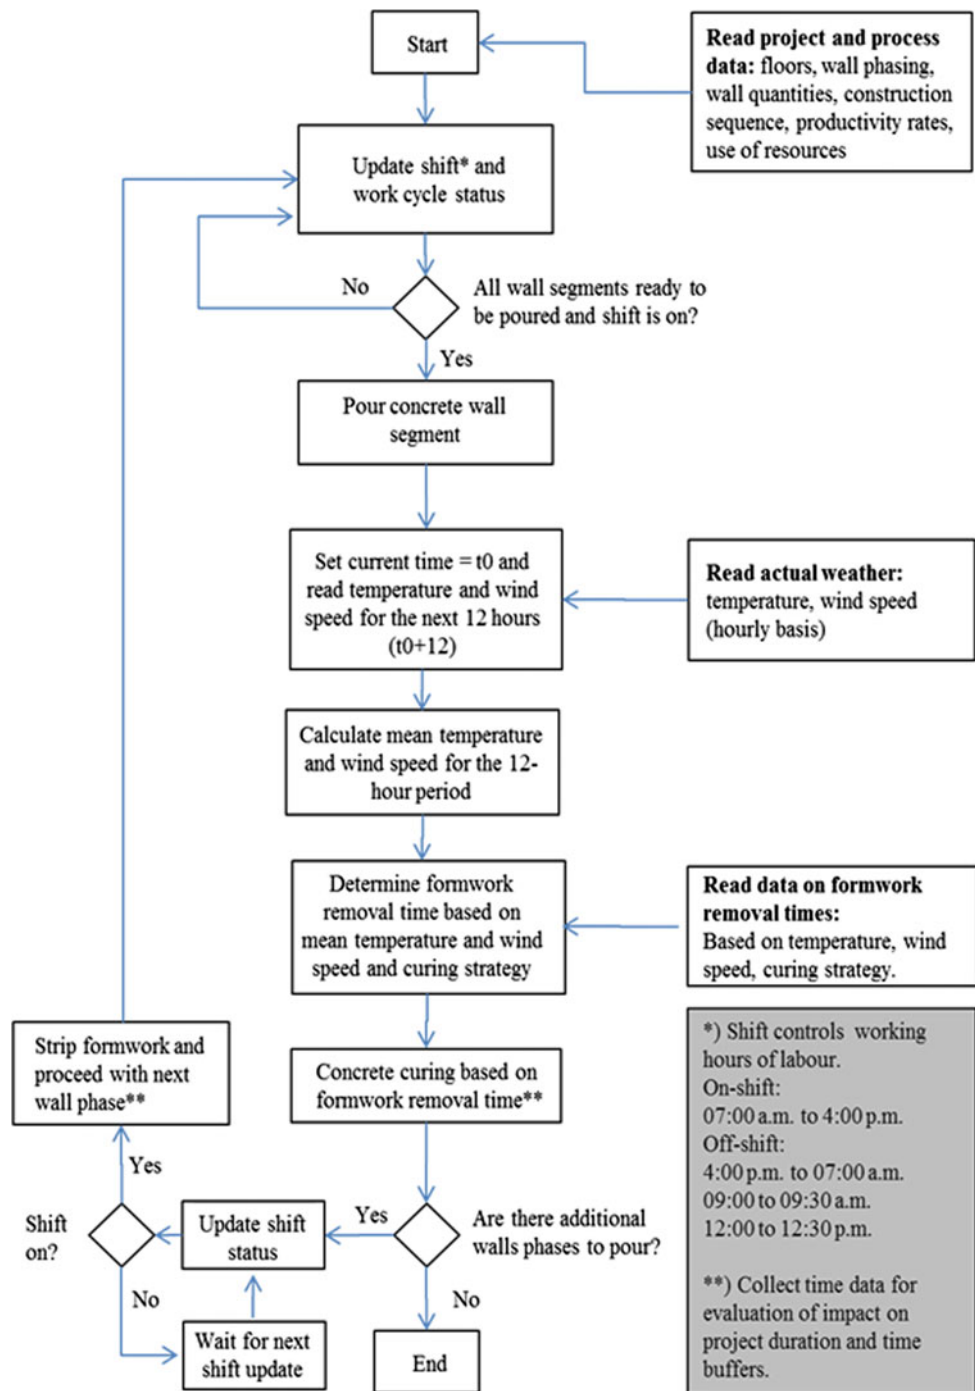 Start
Read project and process
data: floors, wall phasing,
wall quantities, construction
sequence, productivity rates,
use of resources
Update shift* and
work cycle status
No
All wall segments ready to
be poured and shift is on?
Yes
Pour concrete wall
segment
Set current time = t0 and
read temperature and wind
speed for the next 12 hours
(t0+12)
Read actual weather:
temperature, wind speed
(hourly basis)
Calculate mean temperature
and wind speed for the 12-
hour period
Determine formwork
removal time based on
mean temperature and wind
speed and curing strategy
Read data on formwork
removal times:
Based on temperature, wind
speed, curing strategy.
Strip formwork and
proceed with next
wall phase**
Concrete curing based on
formwork removal time**
Yes
Shift
on?
Update shift
status
Yes
Are there additional
walls phases to pour?
No
Wait for next
shift update
No
End
*) Shift controls working
hours of labour.
On-shift:
07:00 a.m. to 4:00 p.m.
Off-shift:
4:00 p.m. to 07:00 a.m.
09:00 to 09:30 a.m.
12:00 to 12:30 p.m.
**) Collect time data for
evaluation of impact on
project duration and time
buffers.